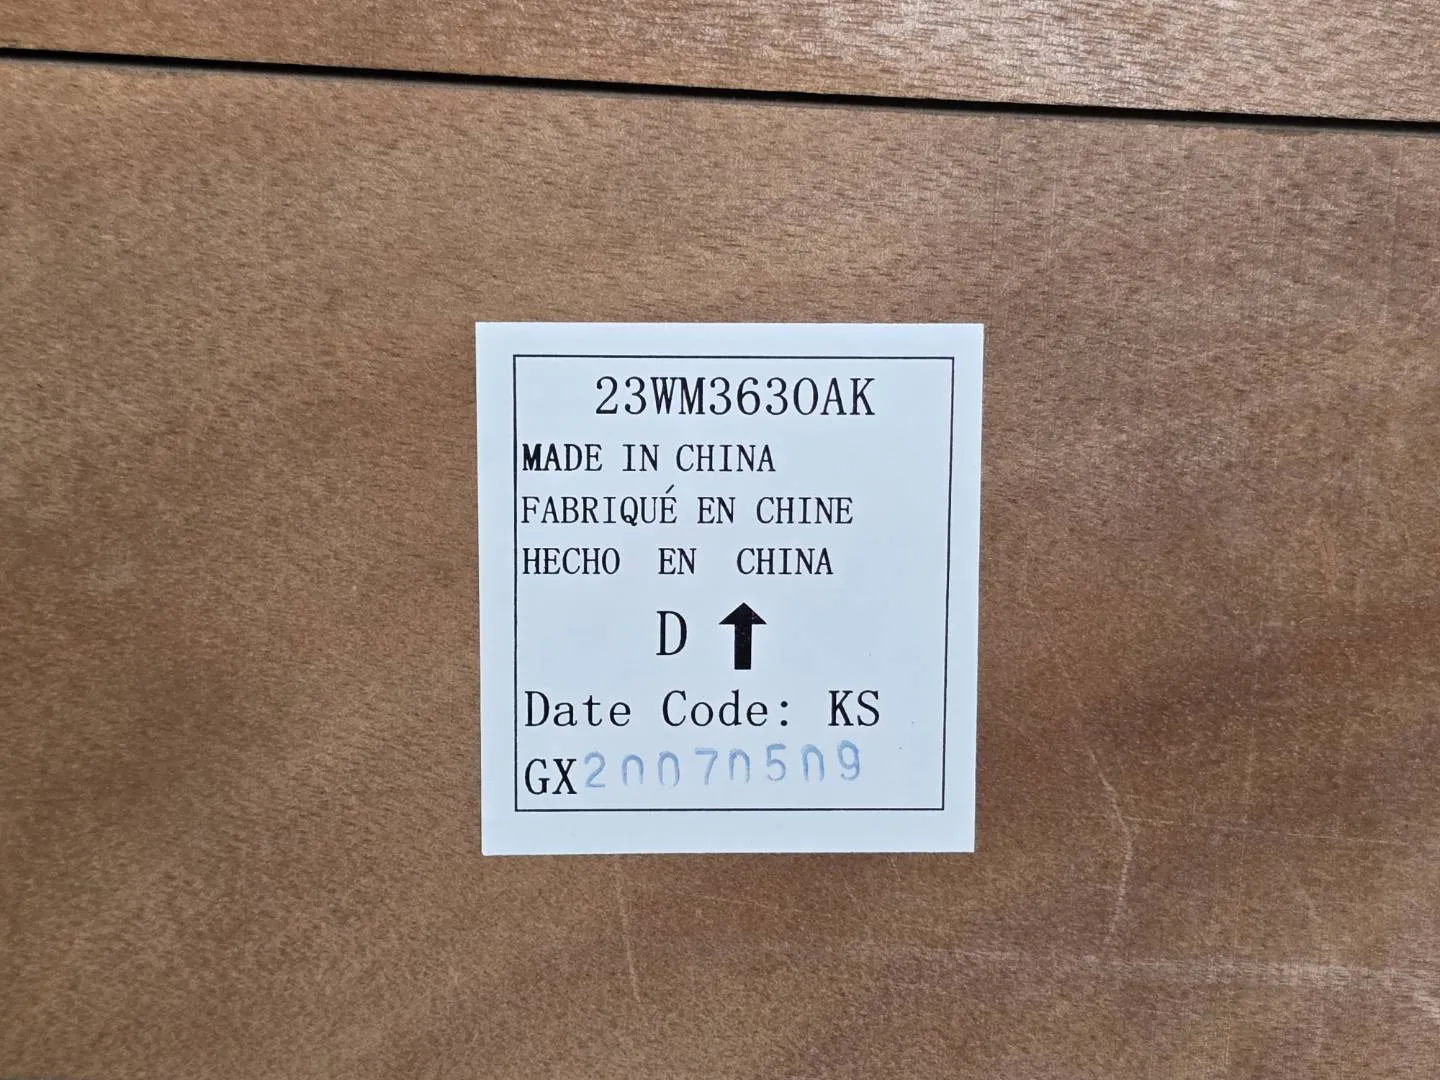 23WM3630AK
MADE IN CHINA
FABRIQUÉ EN CHINE
HECHO EN CHINA
D ↑
Date Code: KS
GX20070509